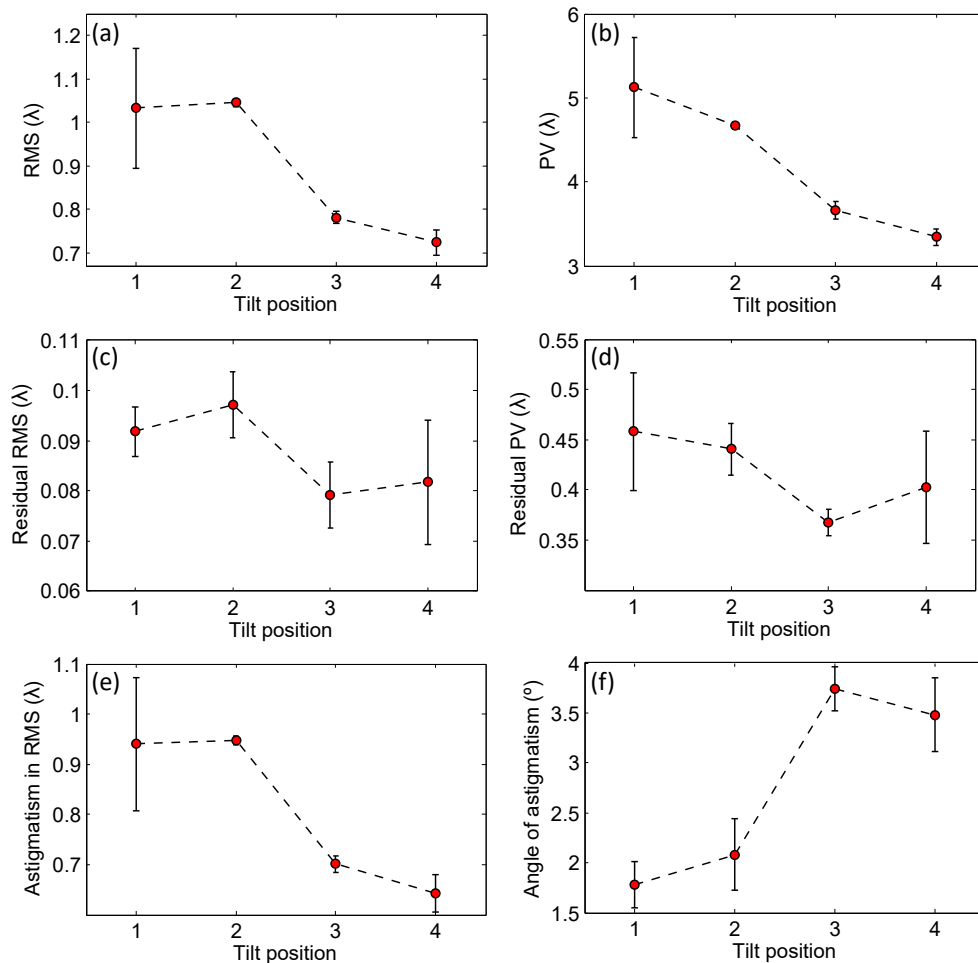 (a)
RMS (λ)
1.2
1.1
1
0.9
0.8
0.7
1 2 3 4
Tilt position
(b)
PV (λ)
6
5
4
3
1 2 3 4
Tilt position
(c)
Residual RMS (λ)
0.11
0.1
0.09
0.08
0.07
0.06
1 2 3 4
Tilt position
(d)
Residual PV (λ)
0.55
0.5
0.45
0.4
0.35
1 2 3 4
Tilt position
(e)
Astigmatism in RMS (λ)
1.1
1
0.9
0.8
0.7
1 2 3 4
Tilt position
(f)
Angle of astigmatism (º)
4
3.5
3
2.5
2
1.5
1 2 3 4
Tilt position